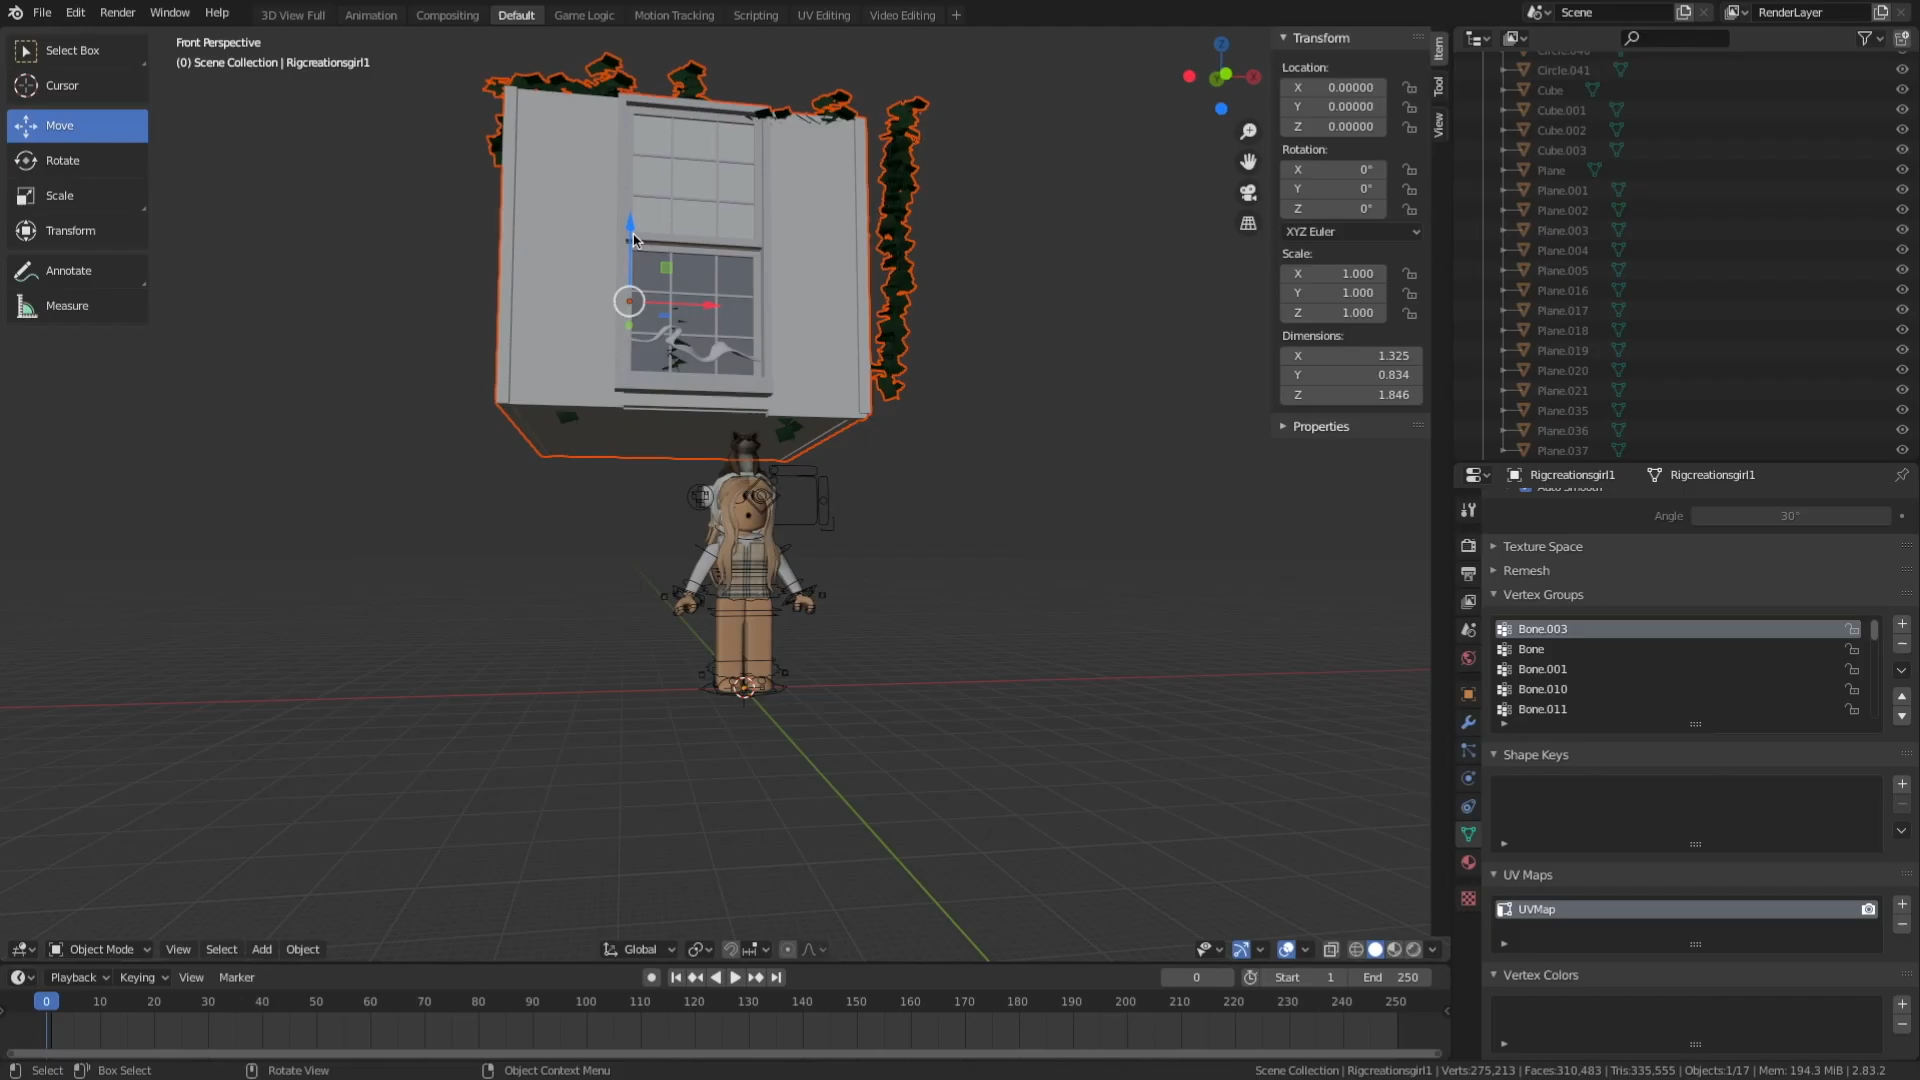 File Edit Render Window Help
3D View Full Animation Compositing Default Game Logic Motion Tracking Scripting UV Editing Video Editing +
Scene
RenderLayer
Select Box
Cursor
Move
Rotate
Scale
Transform
Annotate
Measure
Front Perspective
(0) Scene Collection | Rigcreationsgirl1
Z
X
Y
Transform
Location:
X 0.00000
Y 0.00000
Z 0.00000
Rotation:
X 0°
Y 0°
Z 0°
XYZ Euler
Scale:
X 1.000
Y 1.000
Z 1.000
Dimensions:
X 1.325
Y 0.834
Z 1.846
Properties
Item
Tool
View
Circle.041
Cube
Cube.001
Cube.002
Cube.003
Plane
Plane.001
Plane.002
Plane.003
Plane.004
Plane.005
Plane.016
Plane.017
Plane.018
Plane.019
Plane.020
Plane.021
Plane.035
Plane.036
Plane.037
Rigcreationsgirl1 Rigcreationsgirl1
Auto Smooth
Angle 30°
Texture Space
Remesh
Vertex Groups
Bone.003
Bone
Bone.001
Bone.010
Bone.011
Shape Keys
UV Maps
UVMap
Vertex Colors
Object Mode View Select Add Object
Global
Playback Keying View Marker
0 Start 1 End 250
0 10 20 30 40 50 60 70 80 90 100 110 120 130 140 150 160 170 180 190 200 210 220 230 240 250
Select Box Select Rotate View Object Context Menu
Scene Collection | Rigcreationsgirl1 | Verts:275,213 | Faces:310,483 | Tris:335,555 | Objects:1/17 | Mem: 194.3 MiB | 2.83.2